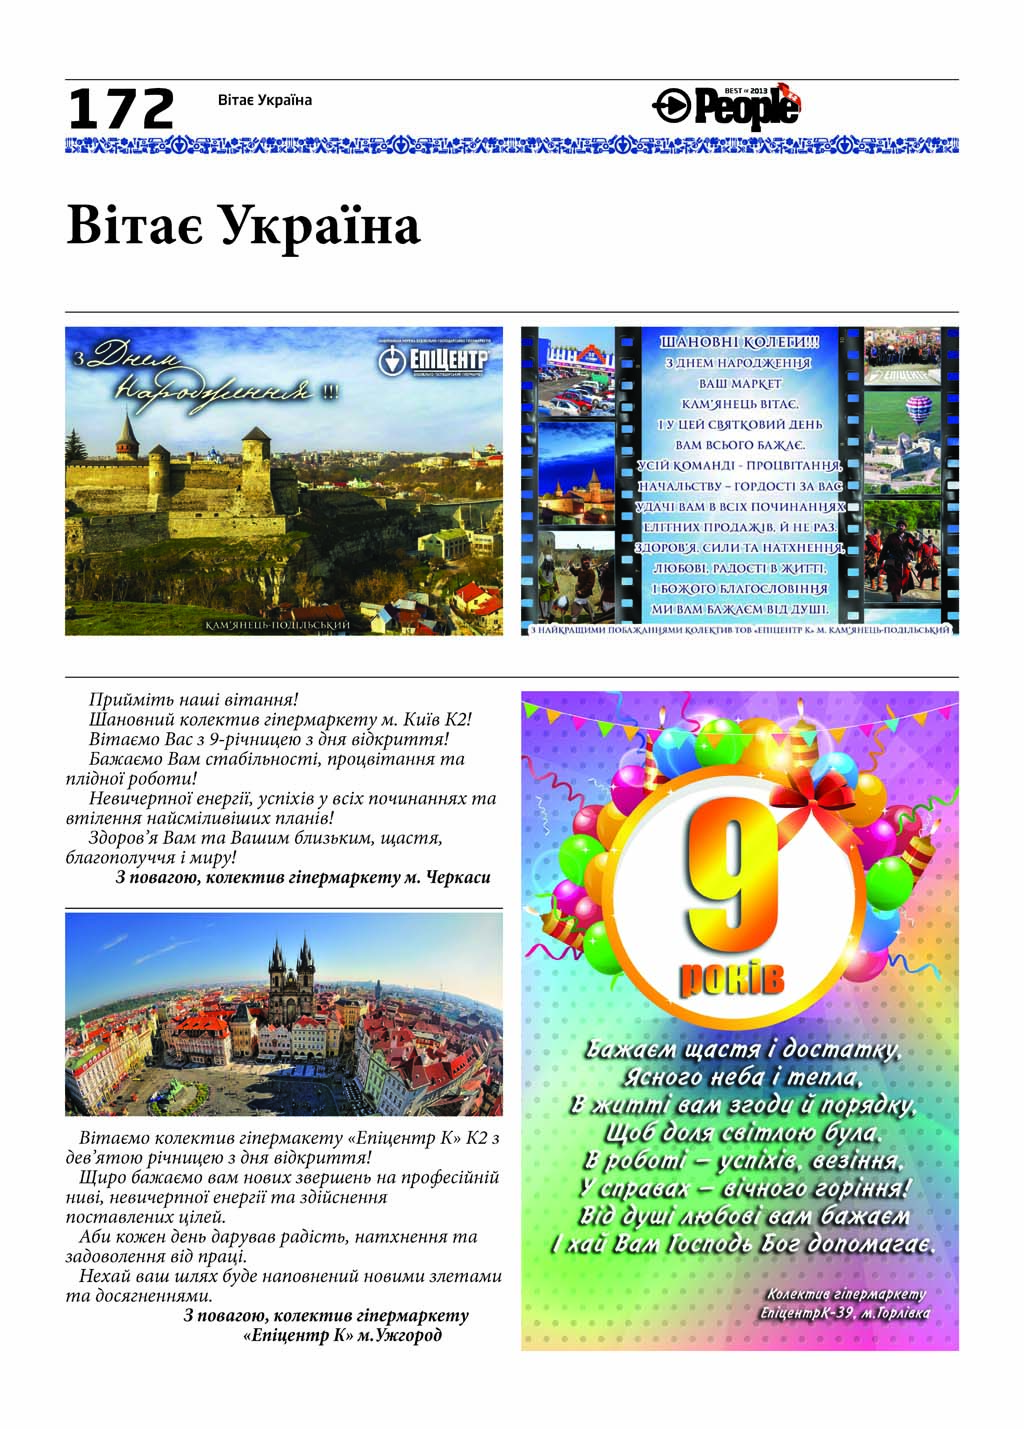 172
Вітає Україна
BEST OF 2013
People
Вітає Україна
З Днем
Народження !!!
ЕПІЦЕНТР
КАМ'ЯНЕЦЬ-ПОДІЛЬСЬКИЙ
ШАНОВНІ КОЛЕГИ!!!
З ДНЕМ НАРОДЖЕННЯ
ВАШ МАРКЕТ
КАМ'ЯНЕЦЬ ВІТАЄ.
І У ЦЕЙ СВЯТКОВИЙ ДЕНЬ
ВАМ ВСЬОГО БАЖАЄ.
УСІЙ КОМАНДІ - ПРОЦВІТАННЯ,
НАЧАЛЬСТВУ – ГОРДОСТІ ЗА ВАС
УДАЧІ ВАМ В ВСІХ ПОЧИНАННЯХ
ЕЛІТНИХ ПРОДАЖІВ, Й НЕ РАЗ.
ЗДОРОВ'Я, СИЛИ ТА НАТХНЕННЯ,
ЛЮБОВІ, РАДОСТІ В ЖИТТІ,
І БОЖОГО БЛАГОСЛОВІННЯ
МИ ВАМ БАЖАЄМ ВІД ДУШІ.
З НАЙКРАЩИМИ ПОБАЖАННЯМИ КОЛЕКТИВ ТОВ «ЕПІЦЕНТР К» М. КАМ'ЯНЕЦЬ-ПОДІЛЬСЬКИЙ
Прийміть наші вітання!
Шановний колектив гіпермаркету м. Київ К2!
Вітаємо Вас з 9-річницею з дня відкриття!
Бажаємо Вам стабільності, процвітання та
плідної роботи!
Невичерпної енергії, успіхів у всіх починаннях та
втілення найсміливіших планів!
Здоров’я Вам та Вашим близьким, щастя,
благополуччя і миру!
З повагою, колектив гіпермаркету м. Черкаси
Вітаємо колектив гіпермакету «Епіцентр К» К2 з
дев’ятою річницею з дня відкриття!
Щиро бажаємо вам нових звершень на професійній
ниві, невичерпної енергії та здійснення
поставлених цілей.
Аби кожен день дарував радість, натхнення та
задоволення від праці.
Нехай ваш шлях буде наповнений новими злетами
та досягненнями.
З повагою, колектив гіпермаркету
«Епіцентр К» м.Ужгород
9
років
Бажаєм щастя і достатку,
Ясного неба і тепла,
В житті вам згоди й порядку,
Щоб доля світлою була.
В роботі – успіхів, везіння,
У справах – вічного горіння!
Від душі любові вам бажаєм
І хай Вам Господь Бог допомагає.
Колектив гіпермаркету
ЕпіцентрК-39, м.Горлівка